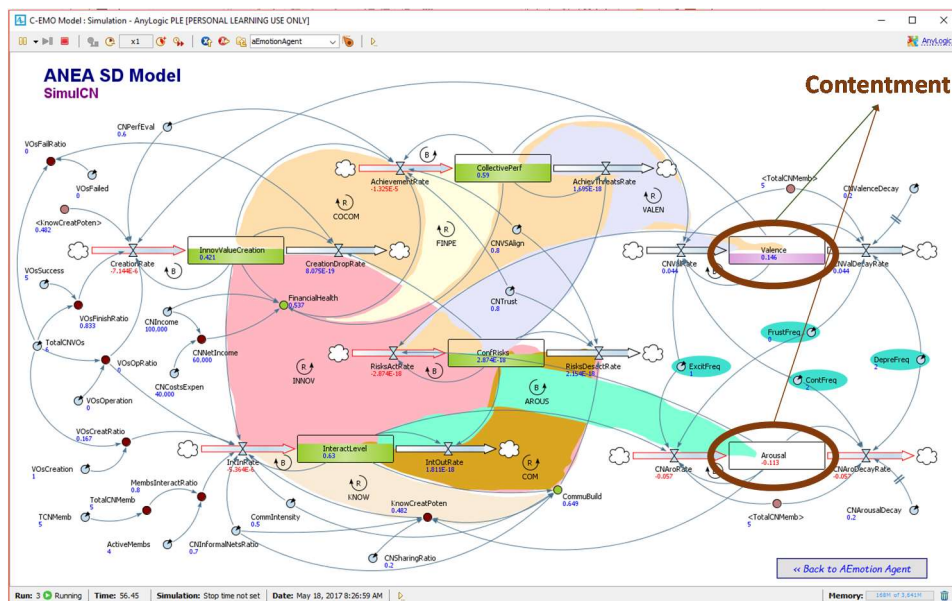 C-EMO Model : Simulation - AnyLogic PLE [PERSONAL LEARNING USE ONLY]
x1
aEmotionAgent
AnyLogic
ANEA SD Model
SimulCN
Contentment
CNPerfEval
0.6
VOsFailRatio
0
VOsFailed
0
<KnowCreatPoten>
0.482
CreationRate
-7.144E-6
InnovValueCreation
0.421
CreationDropRate
8.075E-19
AchievementRate
-1.325E-5
CollectivePerf
0.59
AchievThreatsRate
1.695E-18
B
R
COCOM
R
FINPE
R
VALEN
B
CNVSAlign
0.8
CNTrust
0.8
<TotalCNMemb>
5
CNValenceDecay
0.2
CNValRate
0.044
Valence
0.146
CNValDecayRate
0.044
B
VOsSuccess
5
VOsFinishRatio
0.833
TotalCNVOs
6
CNIncome
100.000
FinancialHealth
0.537
CNNetIncome
60.000
CNCostsExpen
40.000
VOsOpRatio
0
VOsOperation
0
R
INNOV
RisksActRate
-2.874E-18
ConfRisks
2.874E-18
RisksDesactRate
2.154E-18
B
AROUS
FrustFreq
0
ExcitFreq
1
ContFreq
2
DepreFreq
2
VOsCreatRatio
0.167
VOsCreation
1
IntInRate
-5.364E-6
InteractLevel
0.63
IntOutRate
1.811E-18
B
R
KNOW
R
COM
CNAroRate
-0.057
Arousal
-0.113
CNAroDecayRate
-0.057
B
MembsInteractRatio
0.8
TotalCNMemb
5
TCNMemb
5
ActiveMembs
4
CNInformalNetsRatio
0.7
CommIntensity
0.5
KnowCreatPoten
0.482
CommuBuild
0.649
CNSharingRatio
0.2
<TotalCNMemb>
5
CNArousalDecay
0.2
<< Back to AEmotion Agent
Run: 3 Running Time: 56.45 Simulation: Stop time not set Date: May 18, 2017 8:26:59 AM Memory: 168M of 3,641M